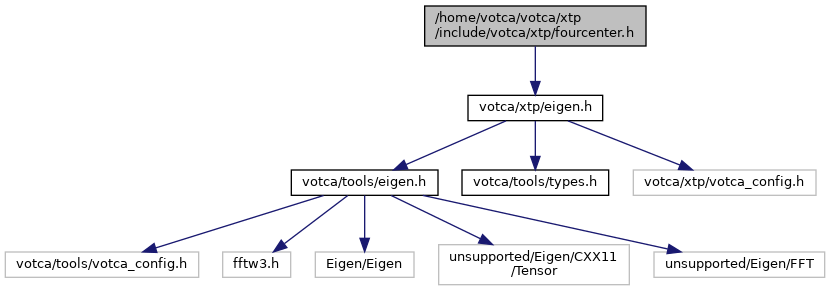 /home/votca/votca/xtp
/include/votca/xtp/fourcenter.h
votca/xtp/eigen.h
votca/tools/eigen.h
votca/tools/types.h
votca/xtp/votca_config.h
votca/tools/votca_config.h
fftw3.h
Eigen/Eigen
unsupported/Eigen/CXX11
/Tensor
unsupported/Eigen/FFT